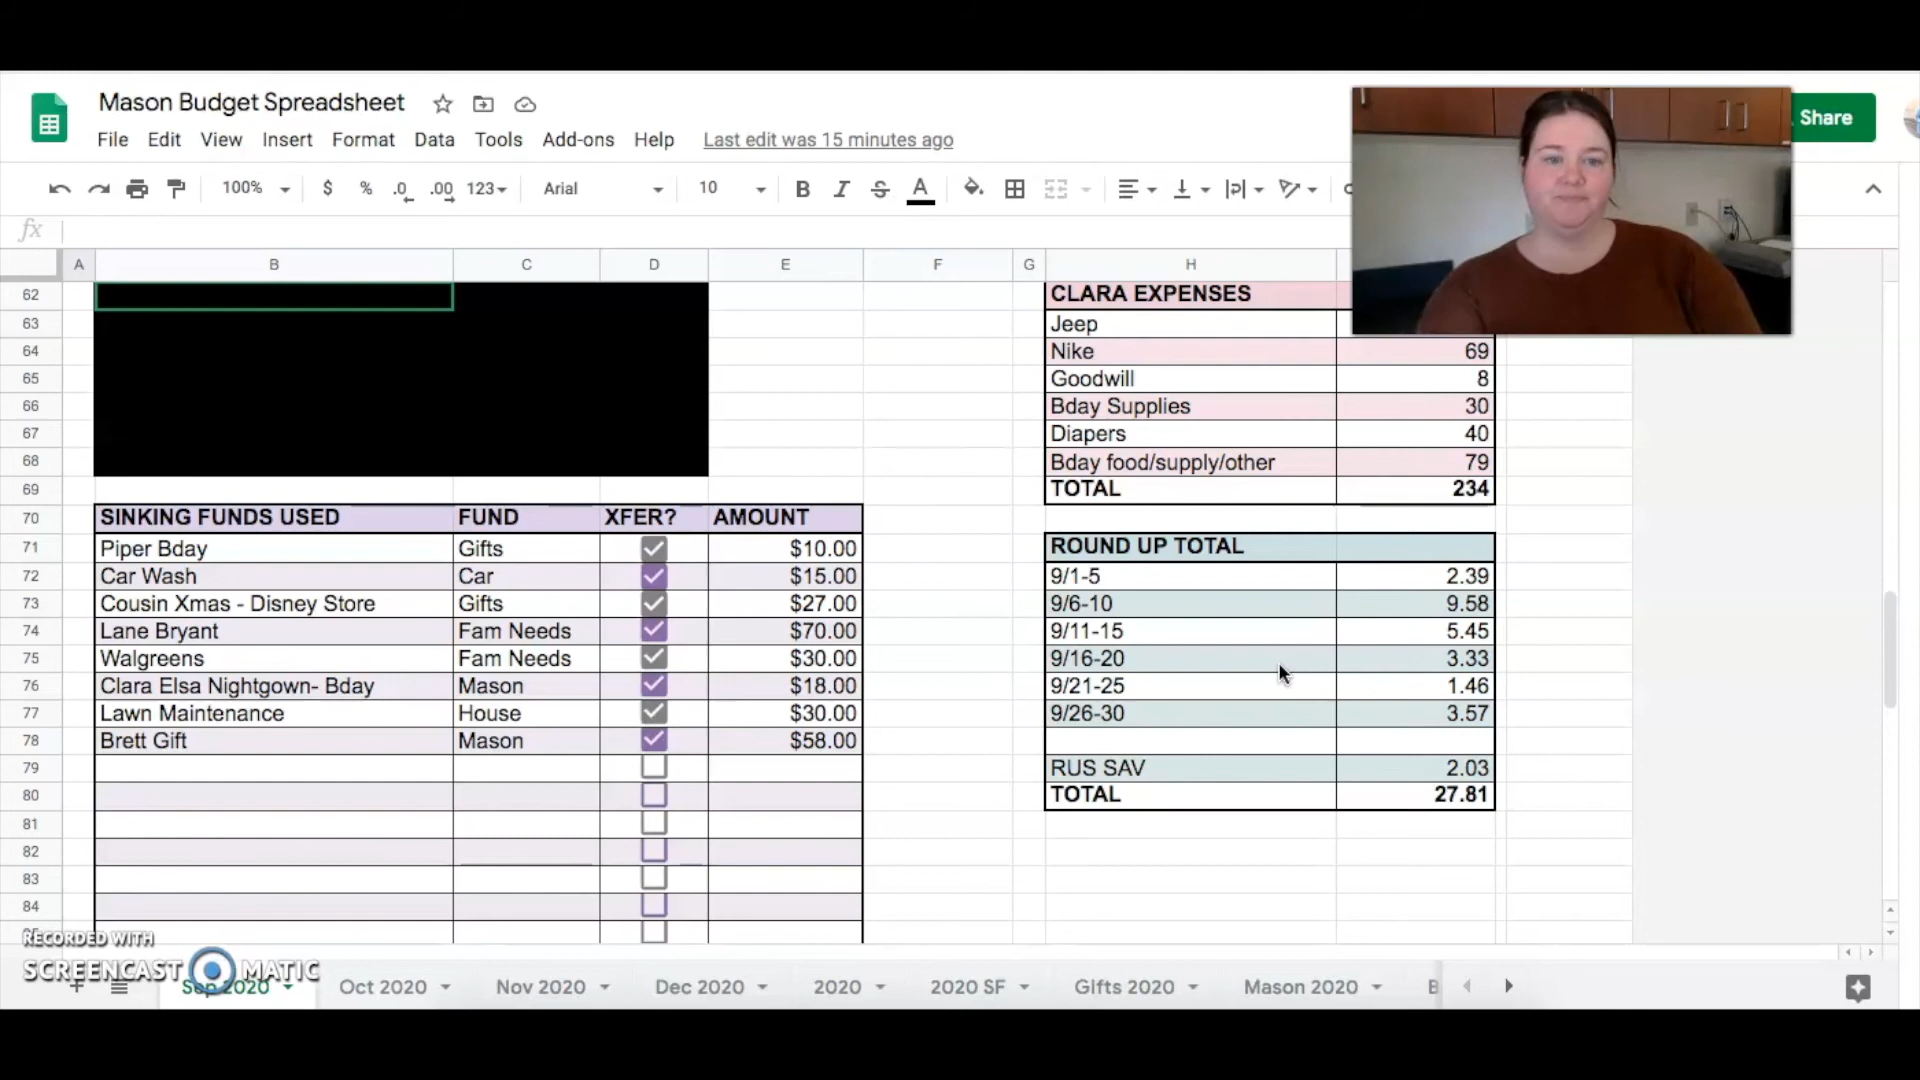 Mason Budget Spreadsheet
Share
File Edit View Insert Format Data Tools Add-ons Help Last edit was 15 minutes ago
100% $ % .0 .00 123 Arial 10 B I S A
fx
A B C D E F G H
62 CLARA EXPENSES
63 Jeep
64 Nike 69
65 Goodwill 8
66 Bday Supplies 30
67 Diapers 40
68 Bday food/supply/other 79
69 TOTAL 234
70 SINKING FUNDS USED FUND XFER? AMOUNT
ROUND UP TOTAL
71 Piper Bday Gifts $10.00
72 Car Wash Car $15.00 9/1-5 2.39
73 Cousin Xmas - Disney Store Gifts $27.00 9/6-10 9.58
74 Lane Bryant Fam Needs $70.00 9/11-15 5.45
75 Walgreens Fam Needs $30.00 9/16-20 3.33
76 Clara Elsa Nightgown- Bday Mason $18.00 9/21-25 1.46
77 Lawn Maintenance House $30.00 9/26-30 3.57
78 Brett Gift Mason $58.00
79 RUS SAV 2.03
80 TOTAL 27.81
81
82
83
84
RECORDED WITH
SCREENCAST MATIC
Sep 2020 Oct 2020 Nov 2020 Dec 2020 2020 2020 SF Gifts 2020 Mason 2020